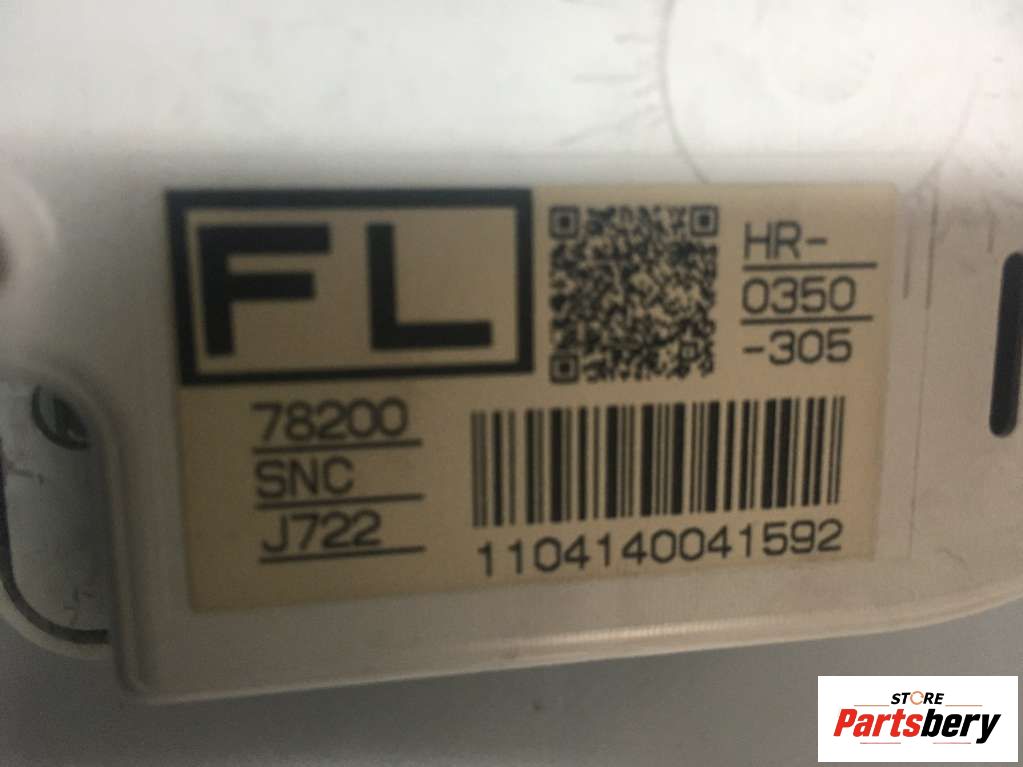 FL
HR-
0350
-305
78200
SNC
J722
1104140041592
STORE
Partsbery